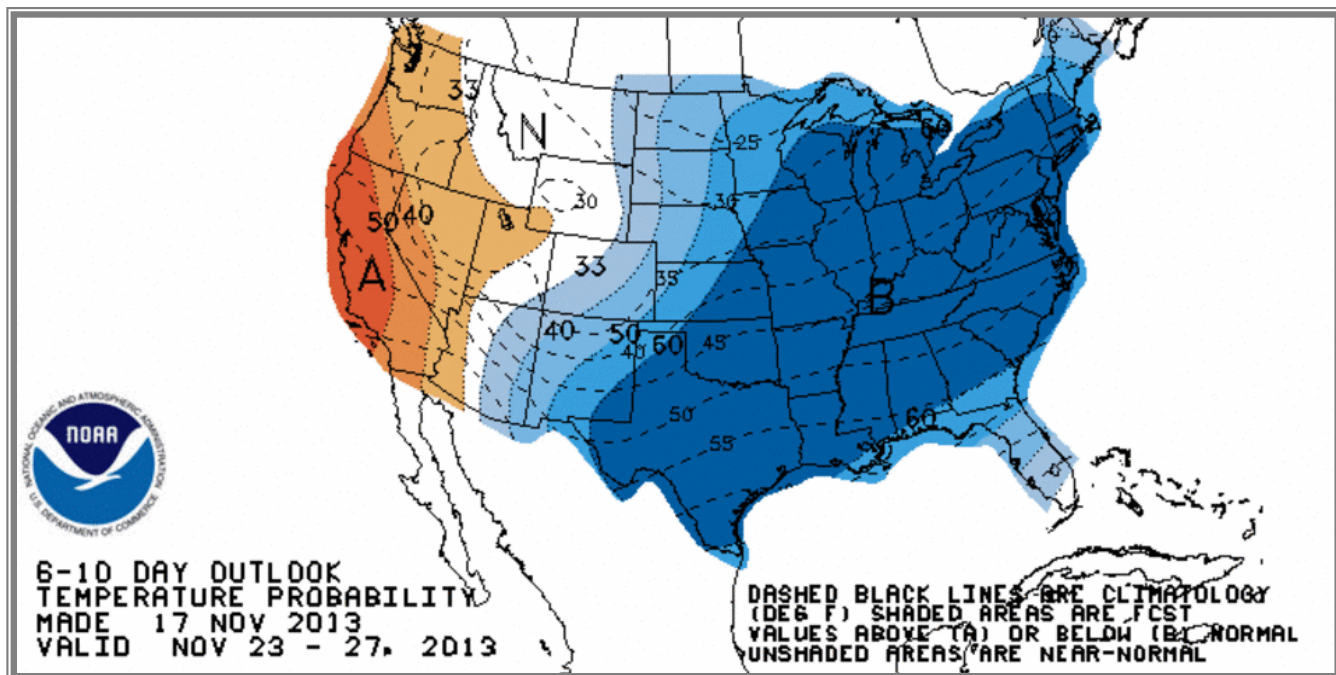 33
N
25
30
30
50
40
33
35
A
B
40
50
60
40
45
50
60
55
NOAA
NATIONAL OCEANIC AND ATMOSPHERIC ADMINISTRATION
U.S. DEPARTMENT OF COMMERCE
6-10 DAY OUTLOOK
TEMPERATURE PROBABILITY
MADE 17 NOV 2013
VALID NOV 23 - 27, 2013
DASHED BLACK LINES ARE CLIMATOLOGY
(DEG F) SHADED AREAS ARE FCST
VALUES ABOVE (A) OR BELOW (B) NORMAL
UNSHADED AREAS ARE NEAR-NORMAL